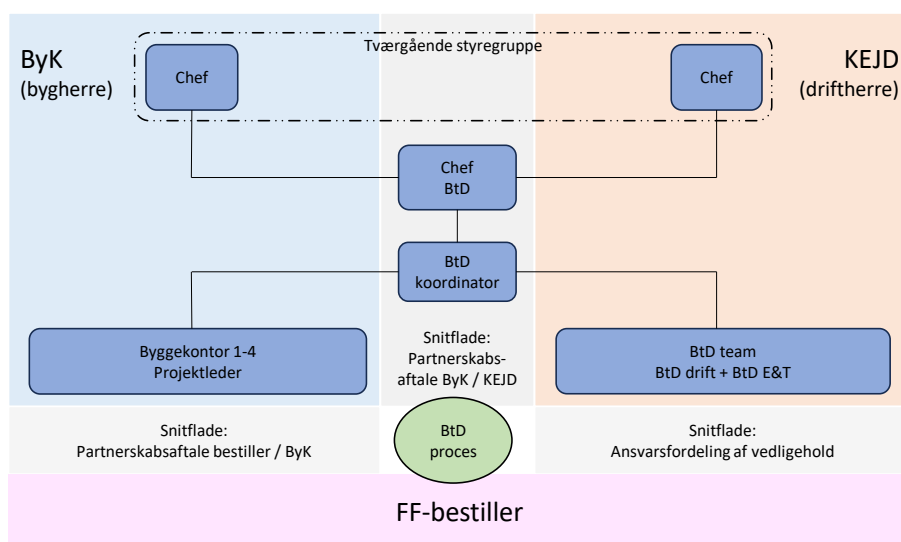 Tværgående styregruppe
ByK
(bygherre)
Chef
Chef
KEJD
(driftherre)
Chef
BtD
BtD
koordinator
Byggekontor 1-4
Projektleder
Snitflade:
Partnerskabs-
aftale ByK / KEJD
BtD team
BtD drift + BtD E&T
Snitflade:
Partnerskabsaftale bestiller / ByK
BtD
proces
Snitflade:
Ansvarsfordeling af vedligehold
FF-bestiller